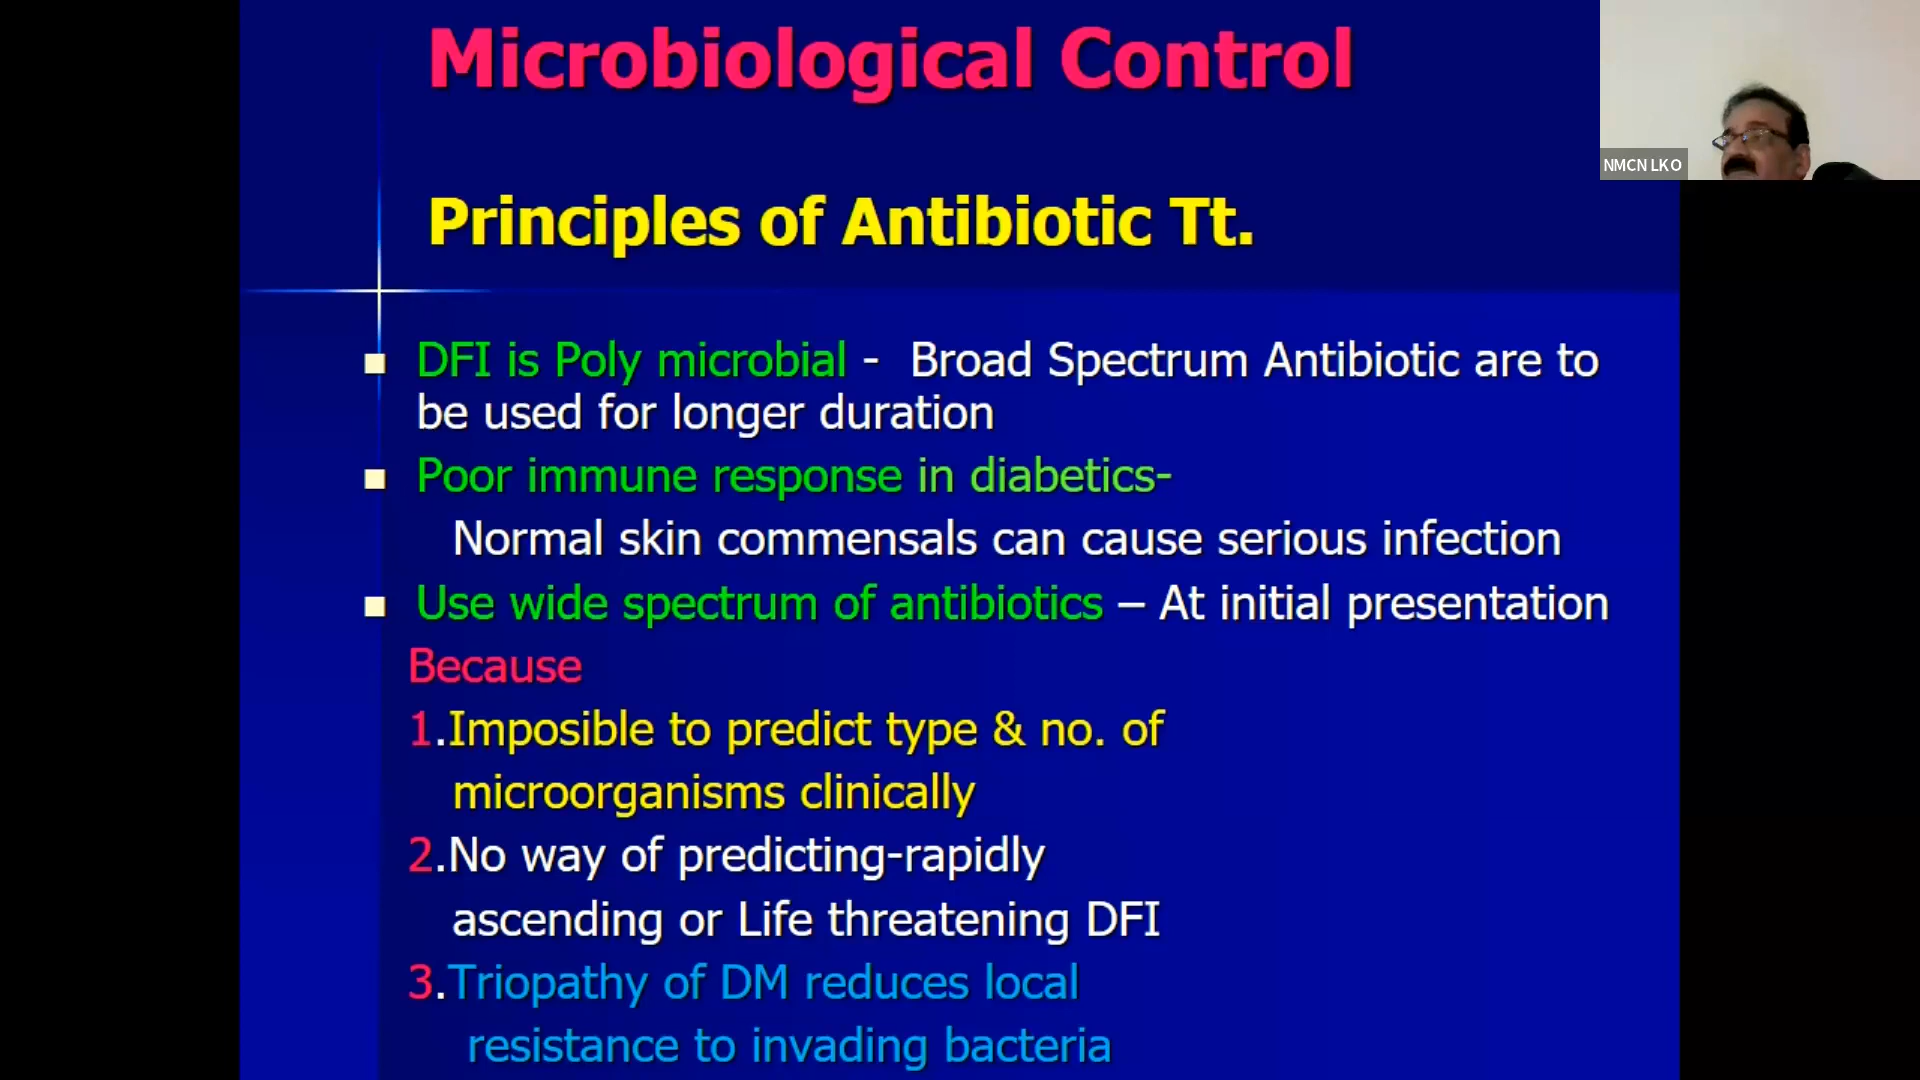 Microbiological Control
NMCN LKO
Principles of Antibiotic Tt.
DFI is Poly microbial - Broad Spectrum Antibiotic are to
be used for longer duration
Poor immune response in diabetics-
Normal skin commensals can cause serious infection
Use wide spectrum of antibiotics – At initial presentation
Because
1.Imposible to predict type & no. of
microorganisms clinically
2.No way of predicting-rapidly
ascending or Life threatening DFI
3.Triopathy of DM reduces local
resistance to invading bacteria